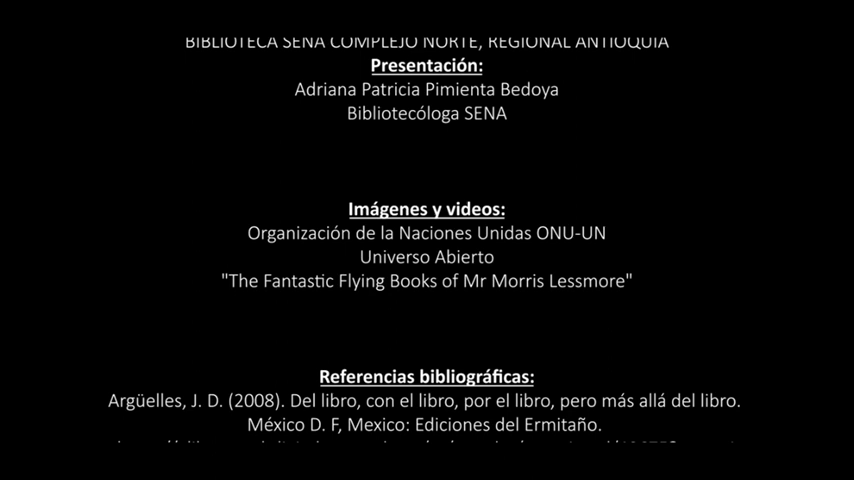 BIBLIOTECA SENA COMPLEJO NORTE, REGIONAL ANTIOQUIA
Presentación:
Adriana Patricia Pimienta Bedoya
Bibliotecóloga SENA
Imágenes y videos:
Organización de la Naciones Unidas ONU-UN
Universo Abierto
"The Fantastic Flying Books of Mr Morris Lessmore"
Referencias bibliográficas:
Argüelles, J. D. (2008). Del libro, con el libro, por el libro, pero más allá del libro.
México D. F, Mexico: Ediciones del Ermitaño.